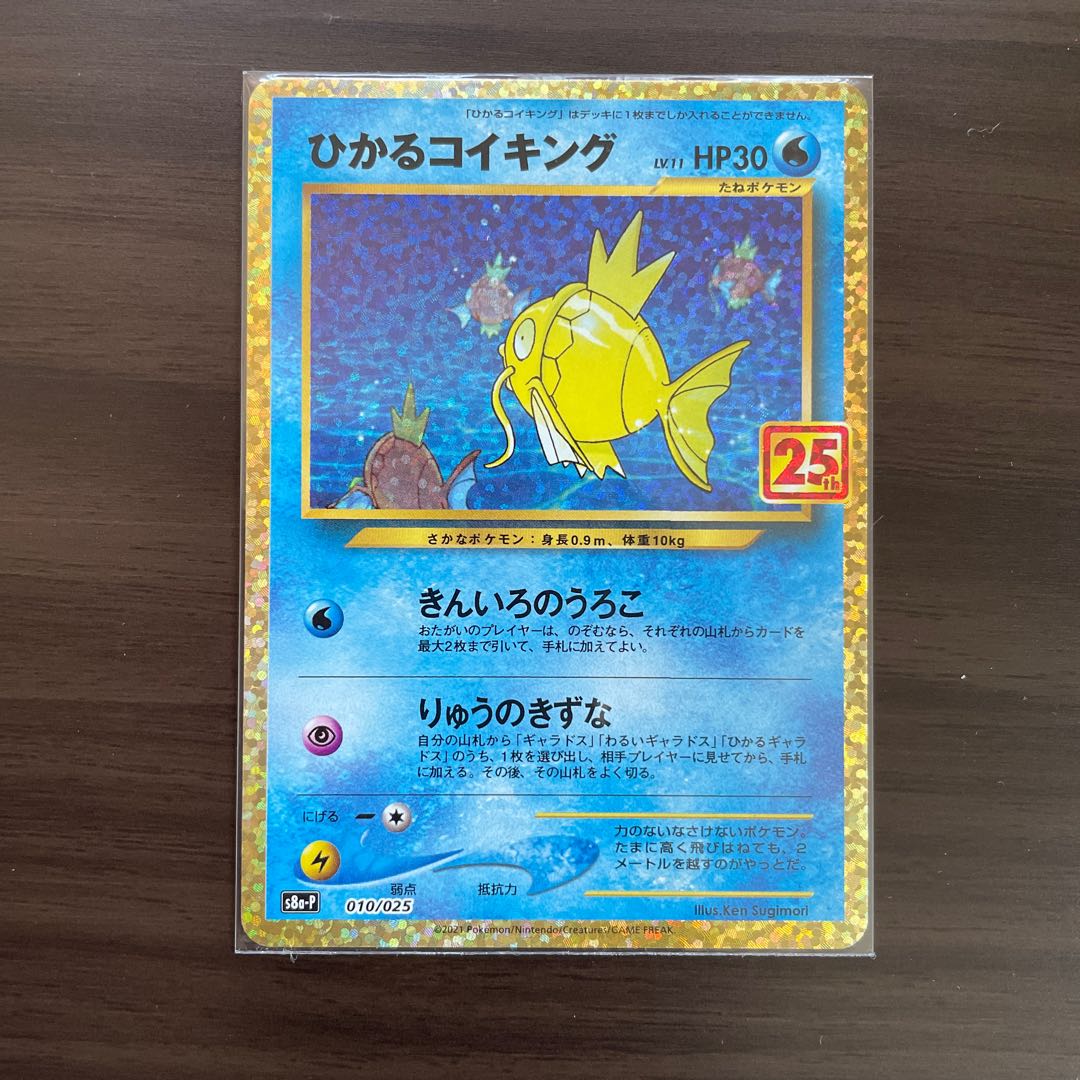 「ひかるコイキング」はデッキに1枚までしか入れることができません。
ひかるコイキング LV.11 HP30
たねポケモン
25th
さかなポケモン：身長0.9m、体重10kg
きんいろのうろこ
おたがいのプレイヤーは、のぞむなら、それぞれの山札からカードを
最大2枚まで引いて、手札に加えてよい。
りゅうのきずな
自分の山札から「ギャラドス」「わるいギャラドス」「ひかるギャラ
ドス」のうち、1枚を選び出し、相手プレイヤーに見せてから、手札
に加える。その後、その山札をよく切る。
にげる
力のないなさけないポケモン。
たまに高く飛びはねても、2
メートルを越すのがやっとだ。
弱点 抵抗力
s8a-P 010/025
Illus.Ken Sugimori
©2021 Pokémon/Nintendo/Creatures/GAME FREAK.